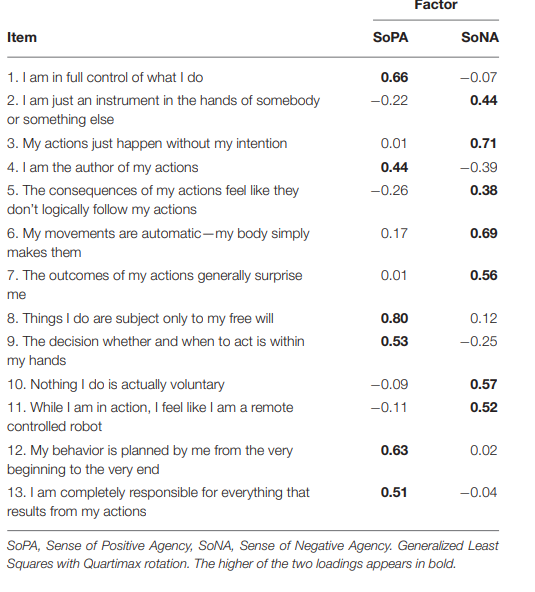 Factor
Item SoPA SoNA
1. I am in full control of what I do 0.66 −0.07
2. I am just an instrument in the hands of somebody −0.22 0.44
or something else
3. My actions just happen without my intention 0.01 0.71
4. I am the author of my actions 0.44 −0.39
5. The consequences of my actions feel like they −0.26 0.38
don’t logically follow my actions
6. My movements are automatic—my body simply 0.17 0.69
makes them
7. The outcomes of my actions generally surprise 0.01 0.56
me
8. Things I do are subject only to my free will 0.80 0.12
9. The decision whether and when to act is within 0.53 −0.25
my hands
10. Nothing I do is actually voluntary −0.09 0.57
11. While I am in action, I feel like I am a remote −0.11 0.52
controlled robot
12. My behavior is planned by me from the very 0.63 0.02
beginning to the very end
13. I am completely responsible for everything that 0.51 −0.04
results from my actions
SoPA, Sense of Positive Agency, SoNA, Sense of Negative Agency. Generalized Least
Squares with Quartimax rotation. The higher of the two loadings appears in bold.